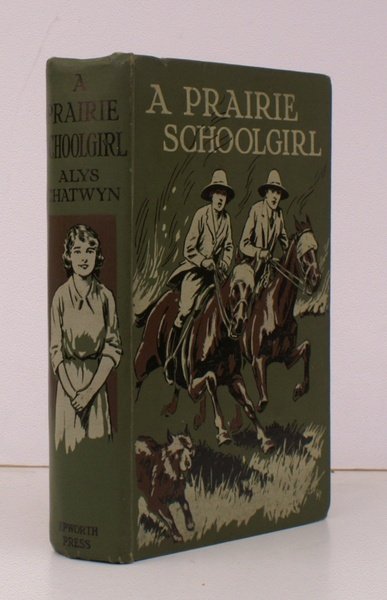 A PRAIRIE
SCHOOLGIRL
A
PRAIRIE
SCHOOLGIRL
ALYS
CHATWYN
EPWORTH
PRESS